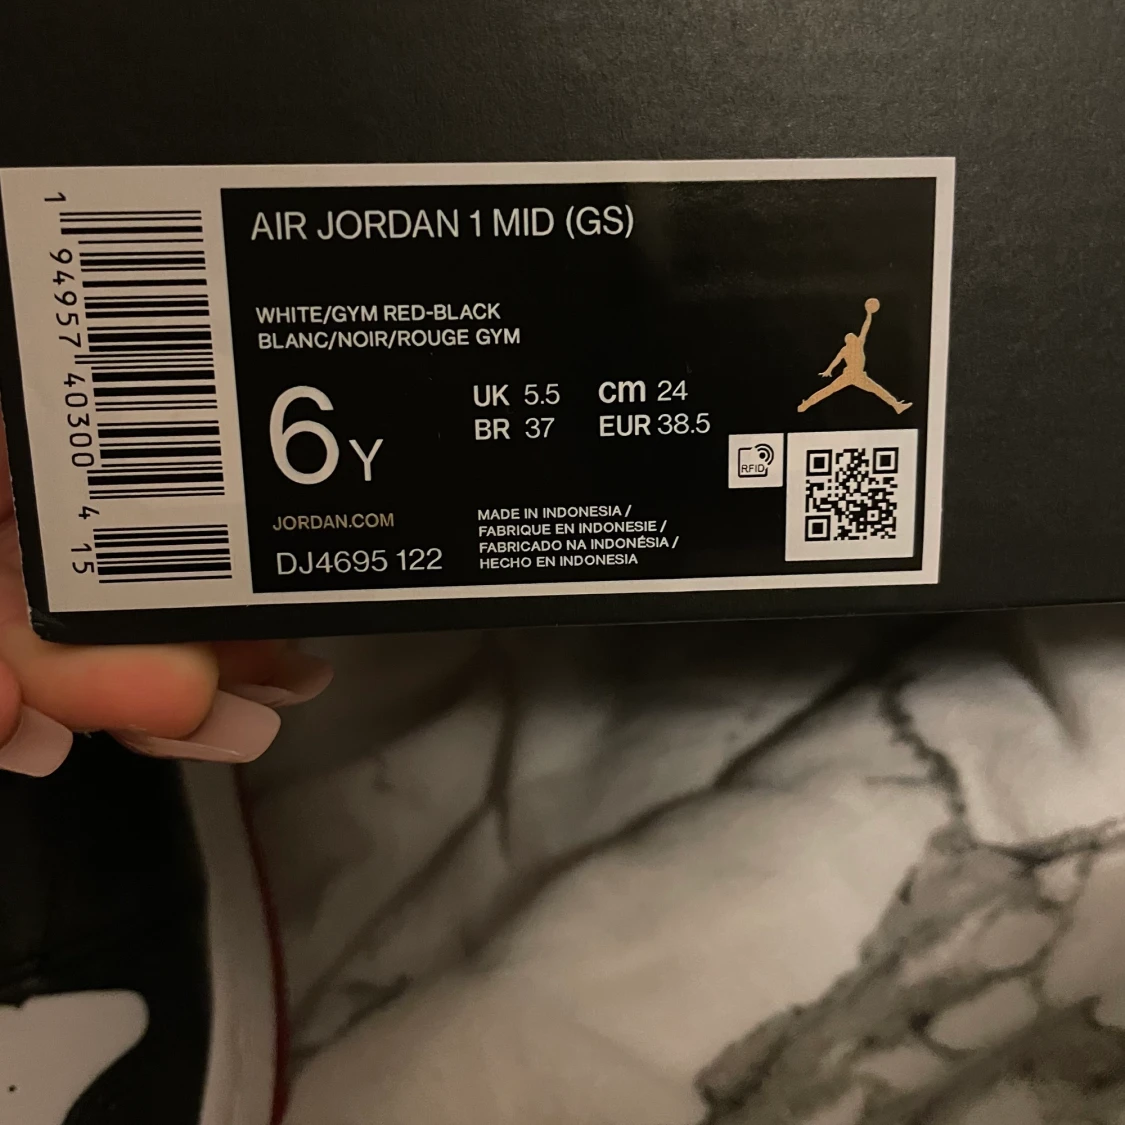 1 94957 40300 4 15
AIR JORDAN 1 MID (GS)
WHITE/GYM RED-BLACK
BLANC/NOIR/ROUGE GYM
6Y
UK 5.5 cm 24
BR 37 EUR 38.5
RFID
JORDAN.COM
DJ4695 122
MADE IN INDONESIA /
FABRIQUE EN INDONESIE /
FABRICADO NA INDONÉSIA /
HECHO EN INDONESIA